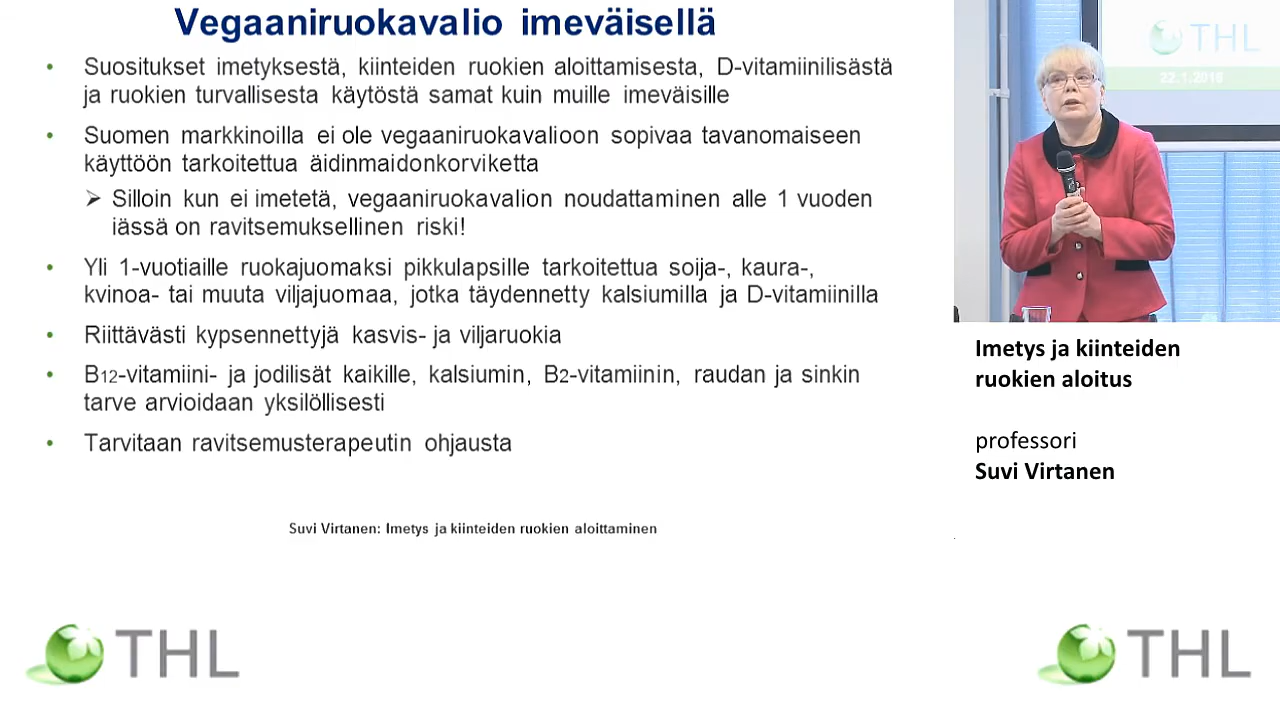 Vegaaniruokavalio imeväisellä
• Suositukset imetyksestä, kiinteiden ruokien aloittamisesta, D-vitamiinilisästä
ja ruokien turvallisesta käytöstä samat kuin muille imeväisille
• Suomen markkinoilla ei ole vegaaniruokavalioon sopivaa tavanomaiseen
käyttöön tarkoitettua äidinmaidonkorviketta
➢ Silloin kun ei imetetä, vegaaniruokavalion noudattaminen alle 1 vuoden
iässä on ravitsemuksellinen riski!
• Yli 1-vuotiaille ruokajuomaksi pikkulapsille tarkoitettua soija-, kaura-,
kvinoa- tai muuta viljajuomaa, jotka täydennetty kalsiumilla ja D-vitamiinilla
• Riittävästi kypsennettyjä kasvis- ja viljaruokia
• B12-vitamiini- ja jodilisät kaikille, kalsiumin, B2-vitamiinin, raudan ja sinkin
tarve arvioidaan yksilöllisesti
• Tarvitaan ravitsemusterapeutin ohjausta
Suvi Virtanen: Imetys ja kiinteiden ruokien aloittaminen
THL
22.1.2016
Imetys ja kiinteiden
ruokien aloitus
professori
Suvi Virtanen
THL
THL